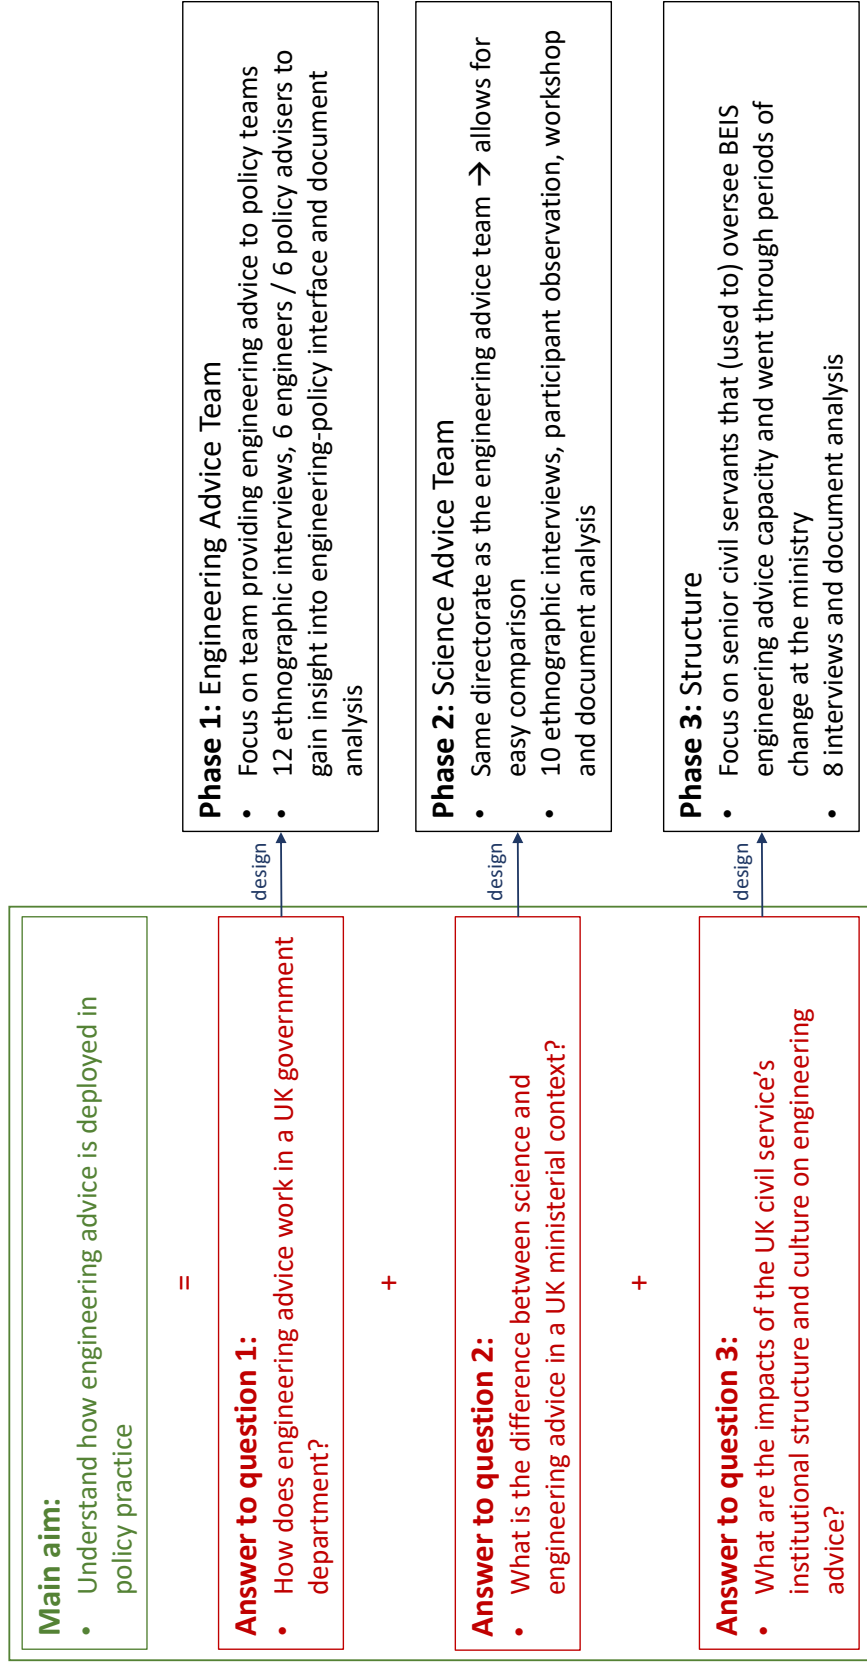 Main aim:
• Understand how engineering advice is deployed in
policy practice
=
Answer to question 1:
• How does engineering advice work in a UK government
department?
+
Answer to question 2:
• What is the difference between science and
engineering advice in a UK ministerial context?
+
Answer to question 3:
• What are the impacts of the UK civil service’s
institutional structure and culture on engineering
advice?
design
design
design
Phase 1: Engineering Advice Team
• Focus on team providing engineering advice to policy teams
• 12 ethnographic interviews, 6 engineers / 6 policy advisers to
gain insight into engineering-policy interface and document
analysis
Phase 2: Science Advice Team
• Same directorate as the engineering advice team → allows for
easy comparison
• 10 ethnographic interviews, participant observation, workshop
and document analysis
Phase 3: Structure
• Focus on senior civil servants that (used to) oversee BEIS
engineering advice capacity and went through periods of
change at the ministry
• 8 interviews and document analysis